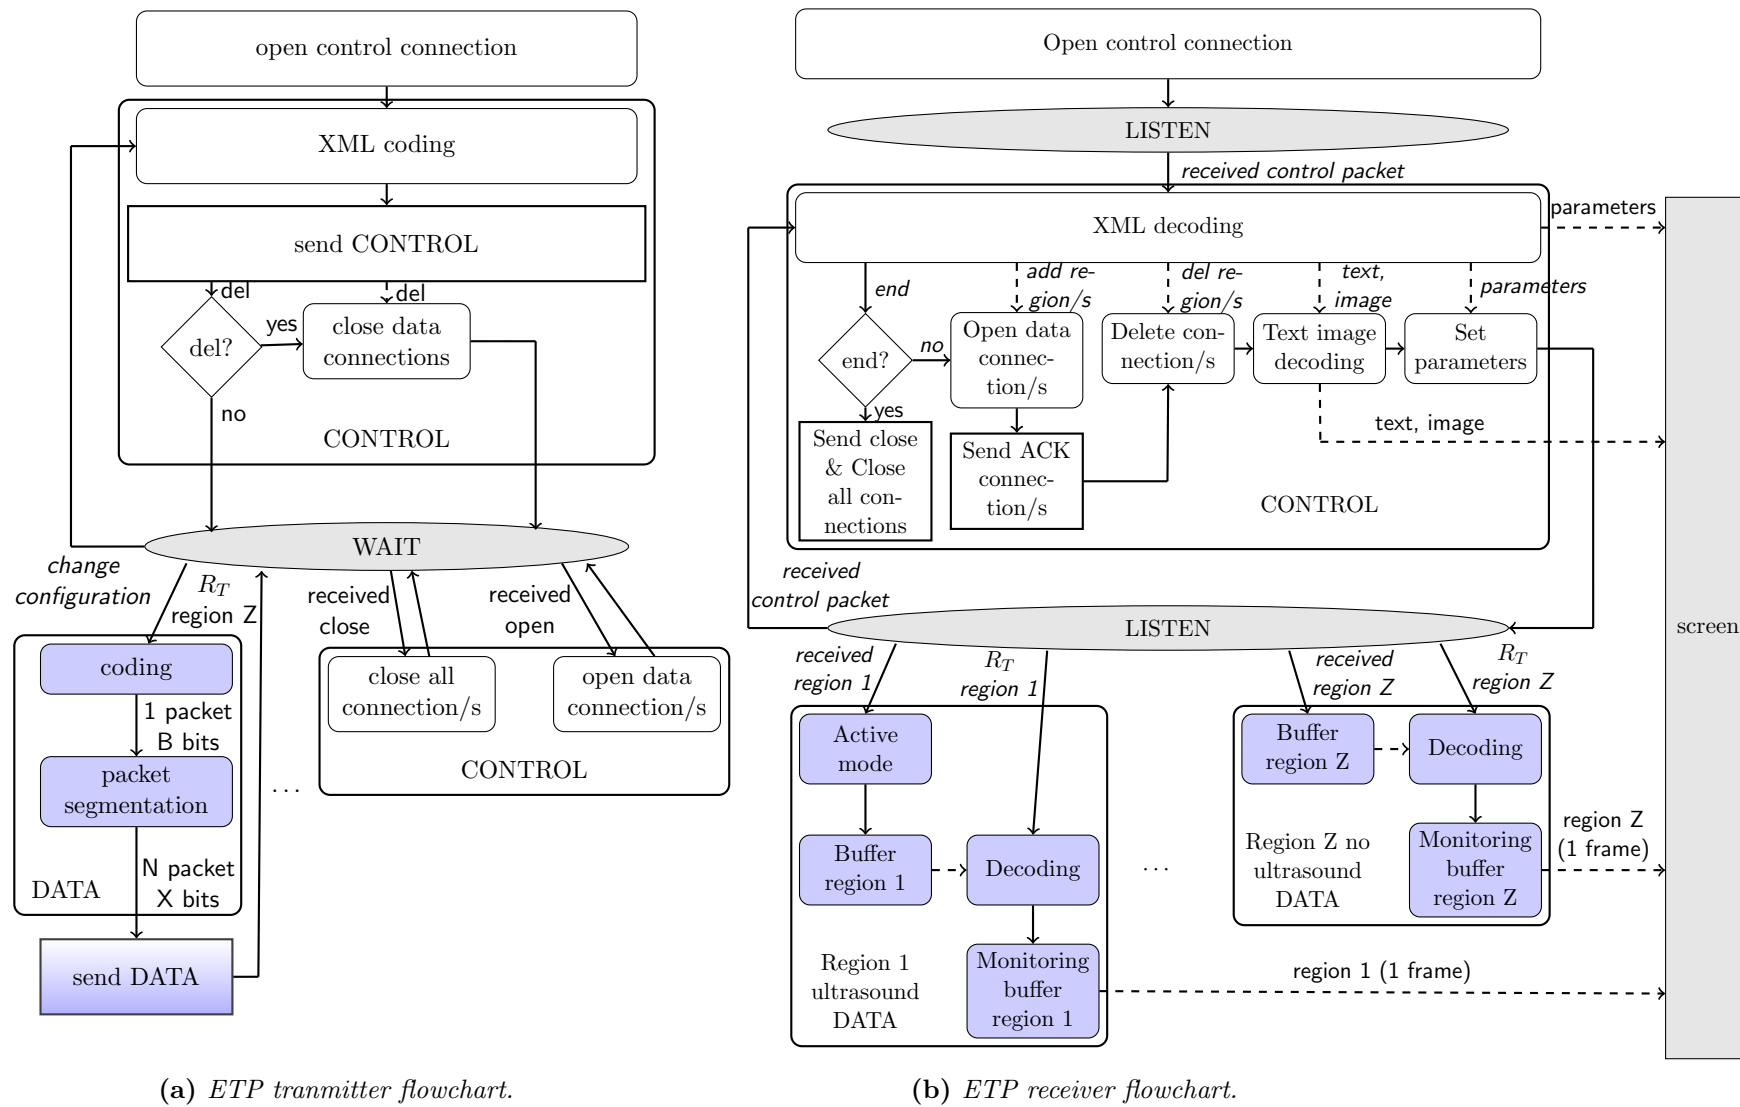 open control connection
XML coding
send CONTROL
del
del
del?
yes
close data
connections
no
CONTROL
WAIT
change
configuration
R_T
region Z
received
close
received
open
coding
1 packet
B bits
packet
segmentation
N packet
X bits
DATA
send DATA
...
close all
connection/s
open data
connection/s
CONTROL
(a) ETP tranmitter flowchart.
Open control connection
LISTEN
received control packet
XML decoding
parameters
end
add re-
gion/s
del re-
gion/s
text,
image
parameters
end?
no
Open data
connec-
tion/s
Delete con-
nection/s
Text image
decoding
Set
parameters
yes
Send close
& Close
all con-
nections
Send ACK
connec-
tion/s
text, image
CONTROL
received
control packet
LISTEN
screen
received
region 1
R_T
region 1
received
region Z
R_T
region Z
Active
mode
Buffer
region 1
Decoding
Region 1
ultrasound
DATA
Monitoring
buffer
region 1
...
Buffer
region Z
Decoding
Region Z no
ultrasound
DATA
Monitoring
buffer
region Z
region Z
(1 frame)
region 1 (1 frame)
(b) ETP receiver flowchart.